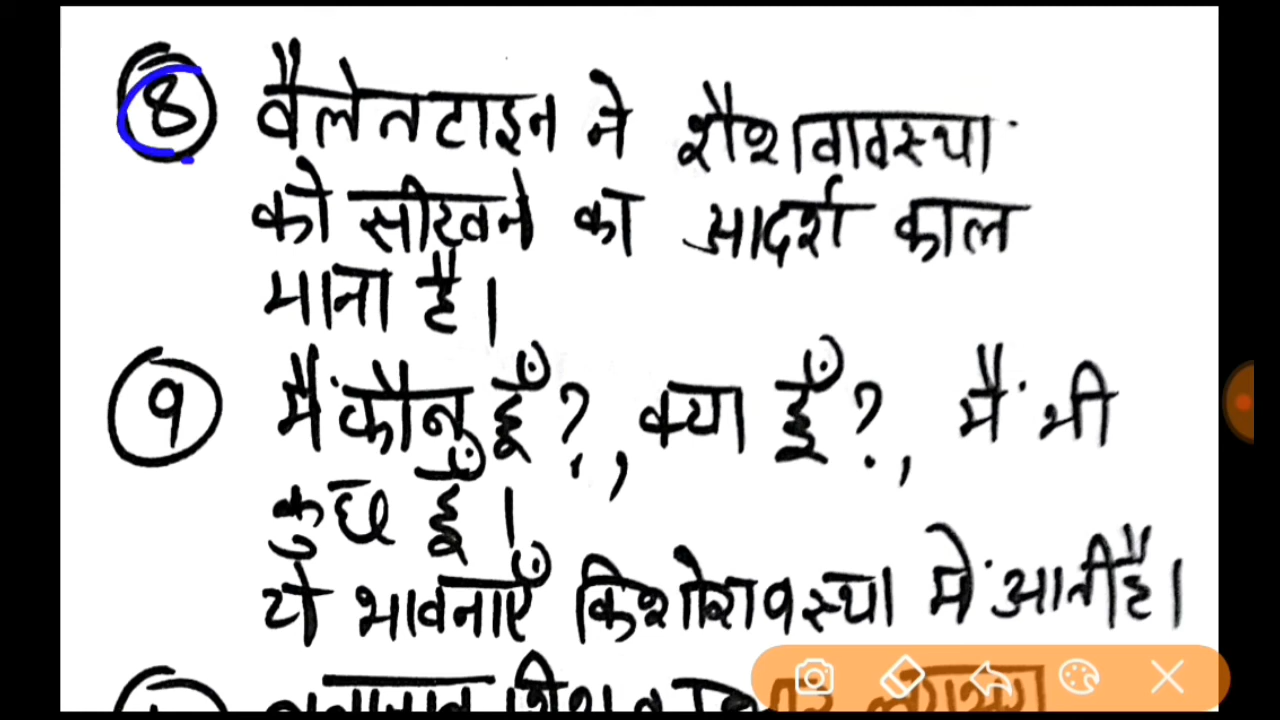 8 वैलेनटाइन ने शैशवावस्था
को सीखने का आदर्श काल
माना है।
9 मैं कौन हूँ?, क्या हूँ?, मैं भी
कुछ हूँ।
ये भावनाएँ किशोरावस्था में आती है।